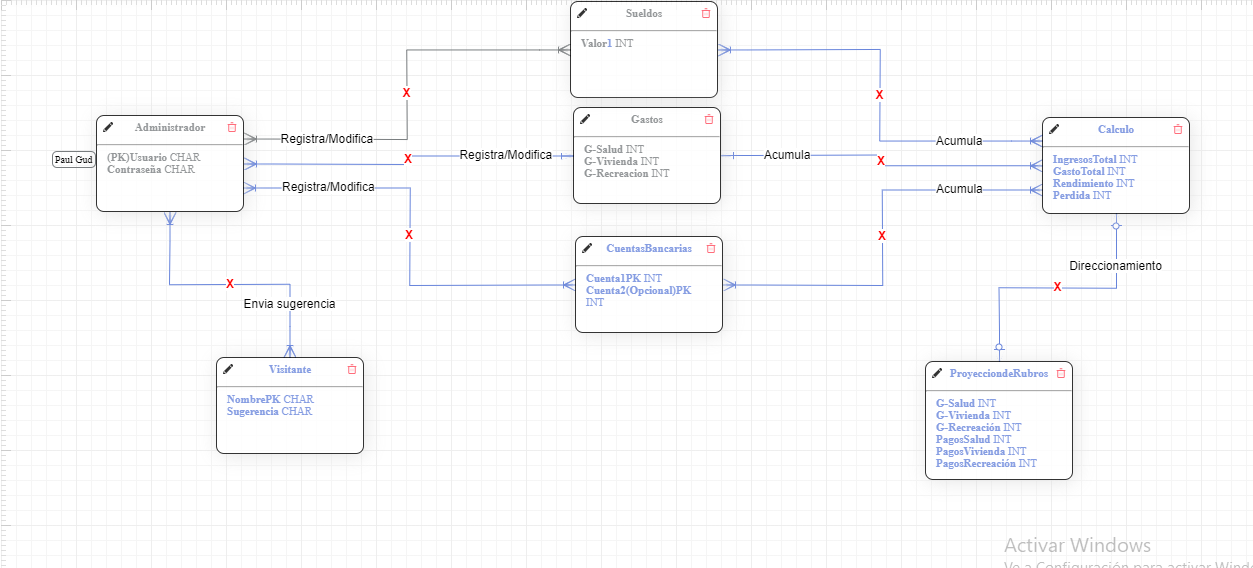 Sueldos
Valor1 INT
Administrador
(PK)Usuario CHAR
Contraseña CHAR
Paul Gud
Registra/Modifica
X
Registra/Modifica
X
Registra/Modifica
X
Gastos
G-Salud INT
G-Vivienda INT
G-Recreacion INT
CuentasBancarias
Cuenta1PK INT
Cuenta2(Opcional)PK
INT
X
Acumula
Acumula
X
Acumula
X
Calculo
IngresosTotal INT
GastoTotal INT
Rendimiento INT
Perdida INT
Direccionamiento
X
X
Envia sugerencia
Visitante
NombrePK CHAR
Sugerencia CHAR
ProyecciondeRubros
G-Salud INT
G-Vivienda INT
G-Recreación INT
PagosSalud INT
PagosVivienda INT
PagosRecreación INT
Activar Windows
Ve a Configuración para activar Wind